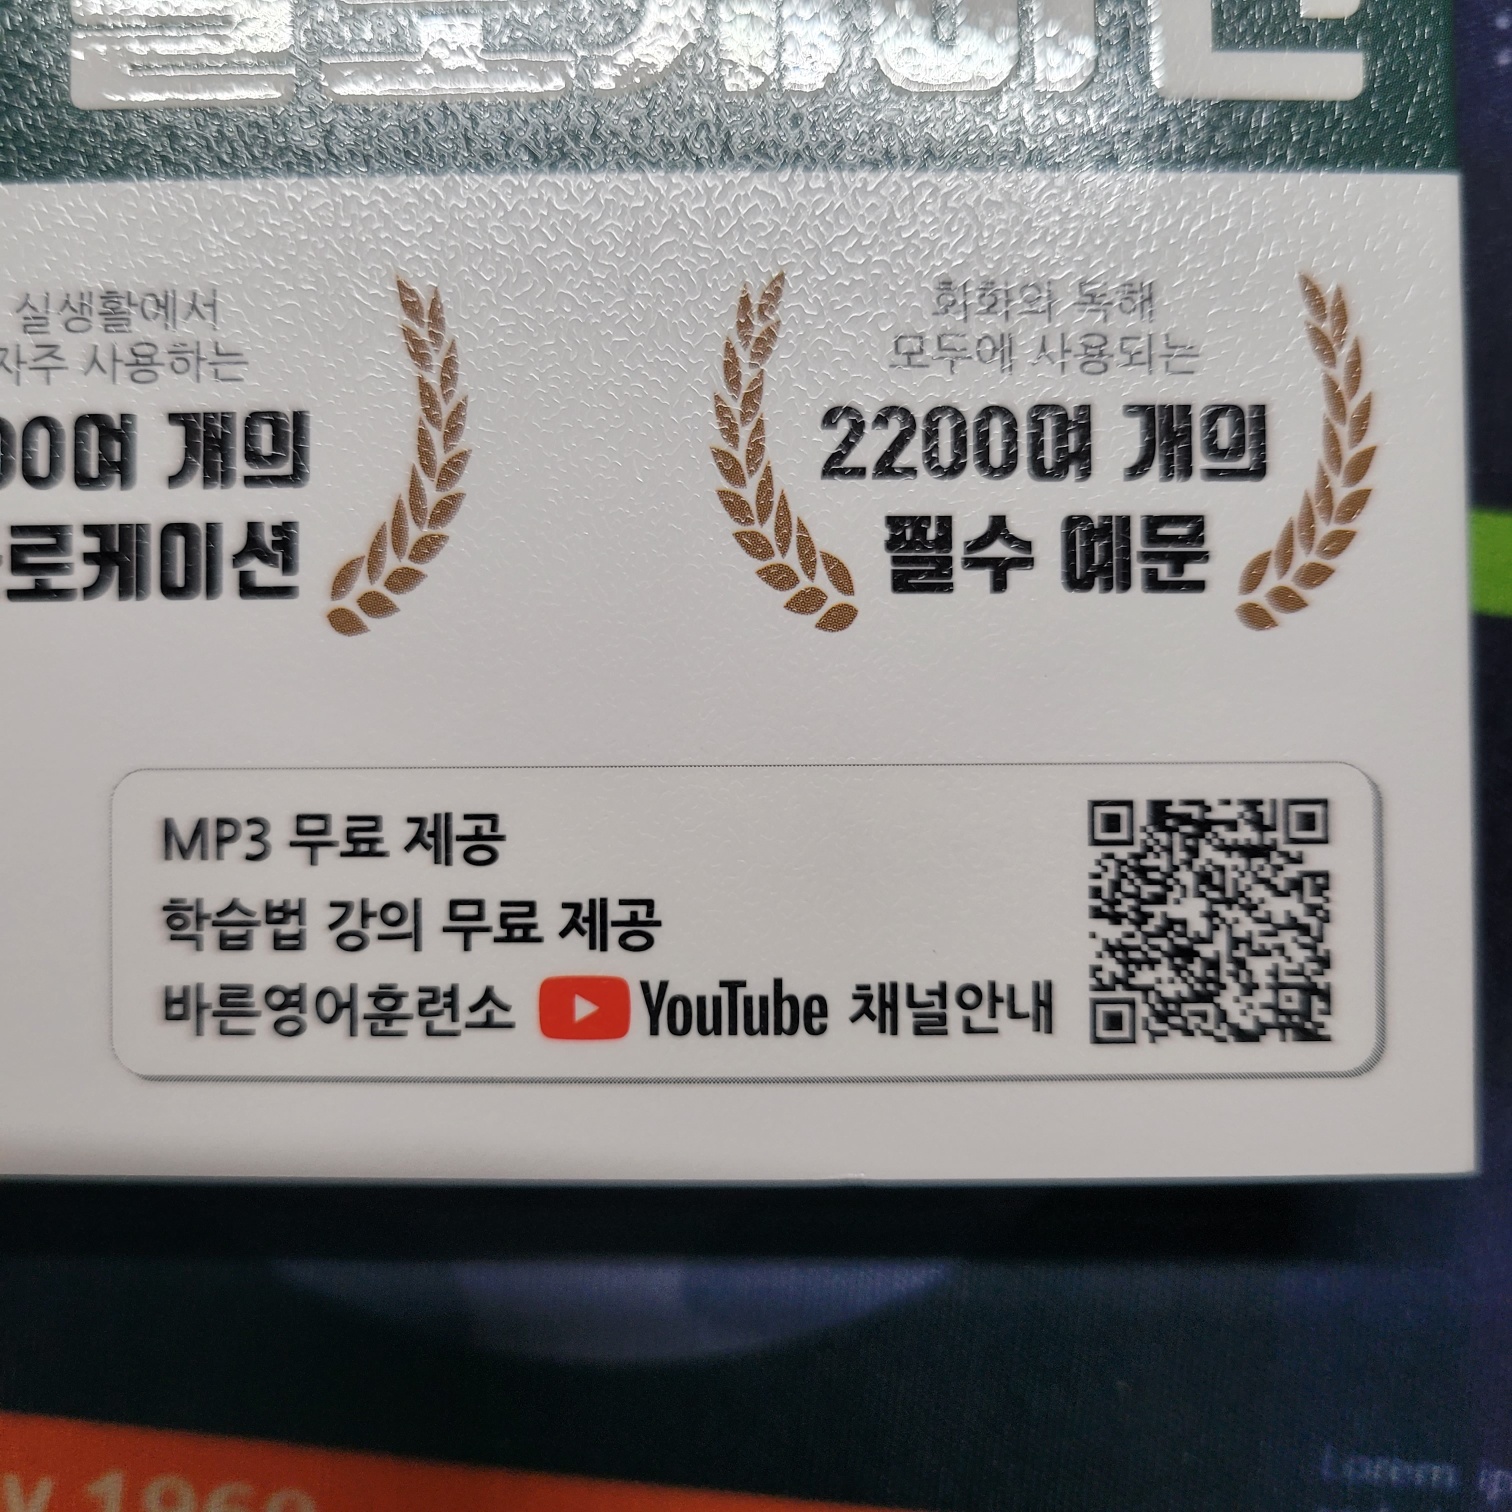 실생활에서
자주 사용하는
00여 개의
로케이션
회화와 독해
모두에 사용되는
2200여 개의
필수 예문
MP3 무료 제공
학습법 강의 무료 제공
바른영어훈련소 YouTube 채널안내
y 1960
Lorem ip